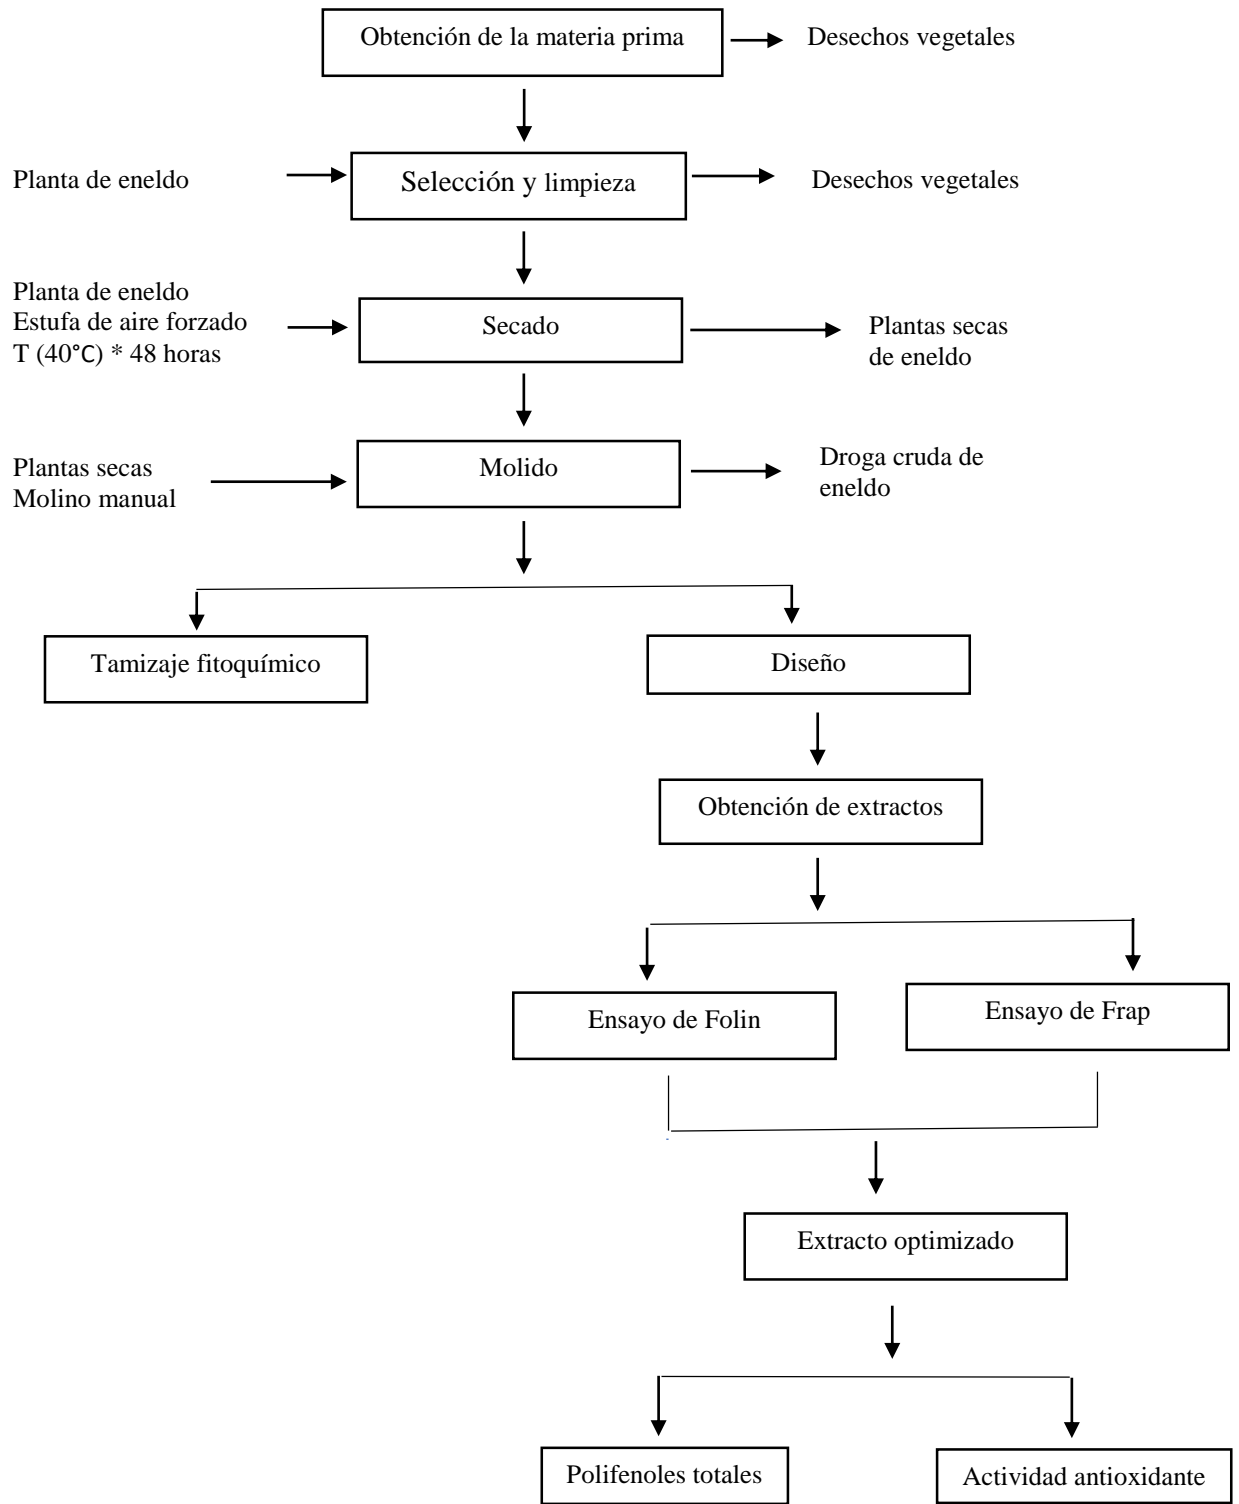 Obtención de la materia prima
Desechos vegetales
Planta de eneldo
Selección y limpieza
Desechos vegetales
Planta de eneldo
Estufa de aire forzado
T (40°C) * 48 horas
Secado
Plantas secas
de eneldo
Plantas secas
Molino manual
Molido
Droga cruda de
eneldo
Tamizaje fitoquímico
Diseño
Obtención de extractos
Ensayo de Folin
Ensayo de Frap
Extracto optimizado
Polifenoles totales
Actividad antioxidante